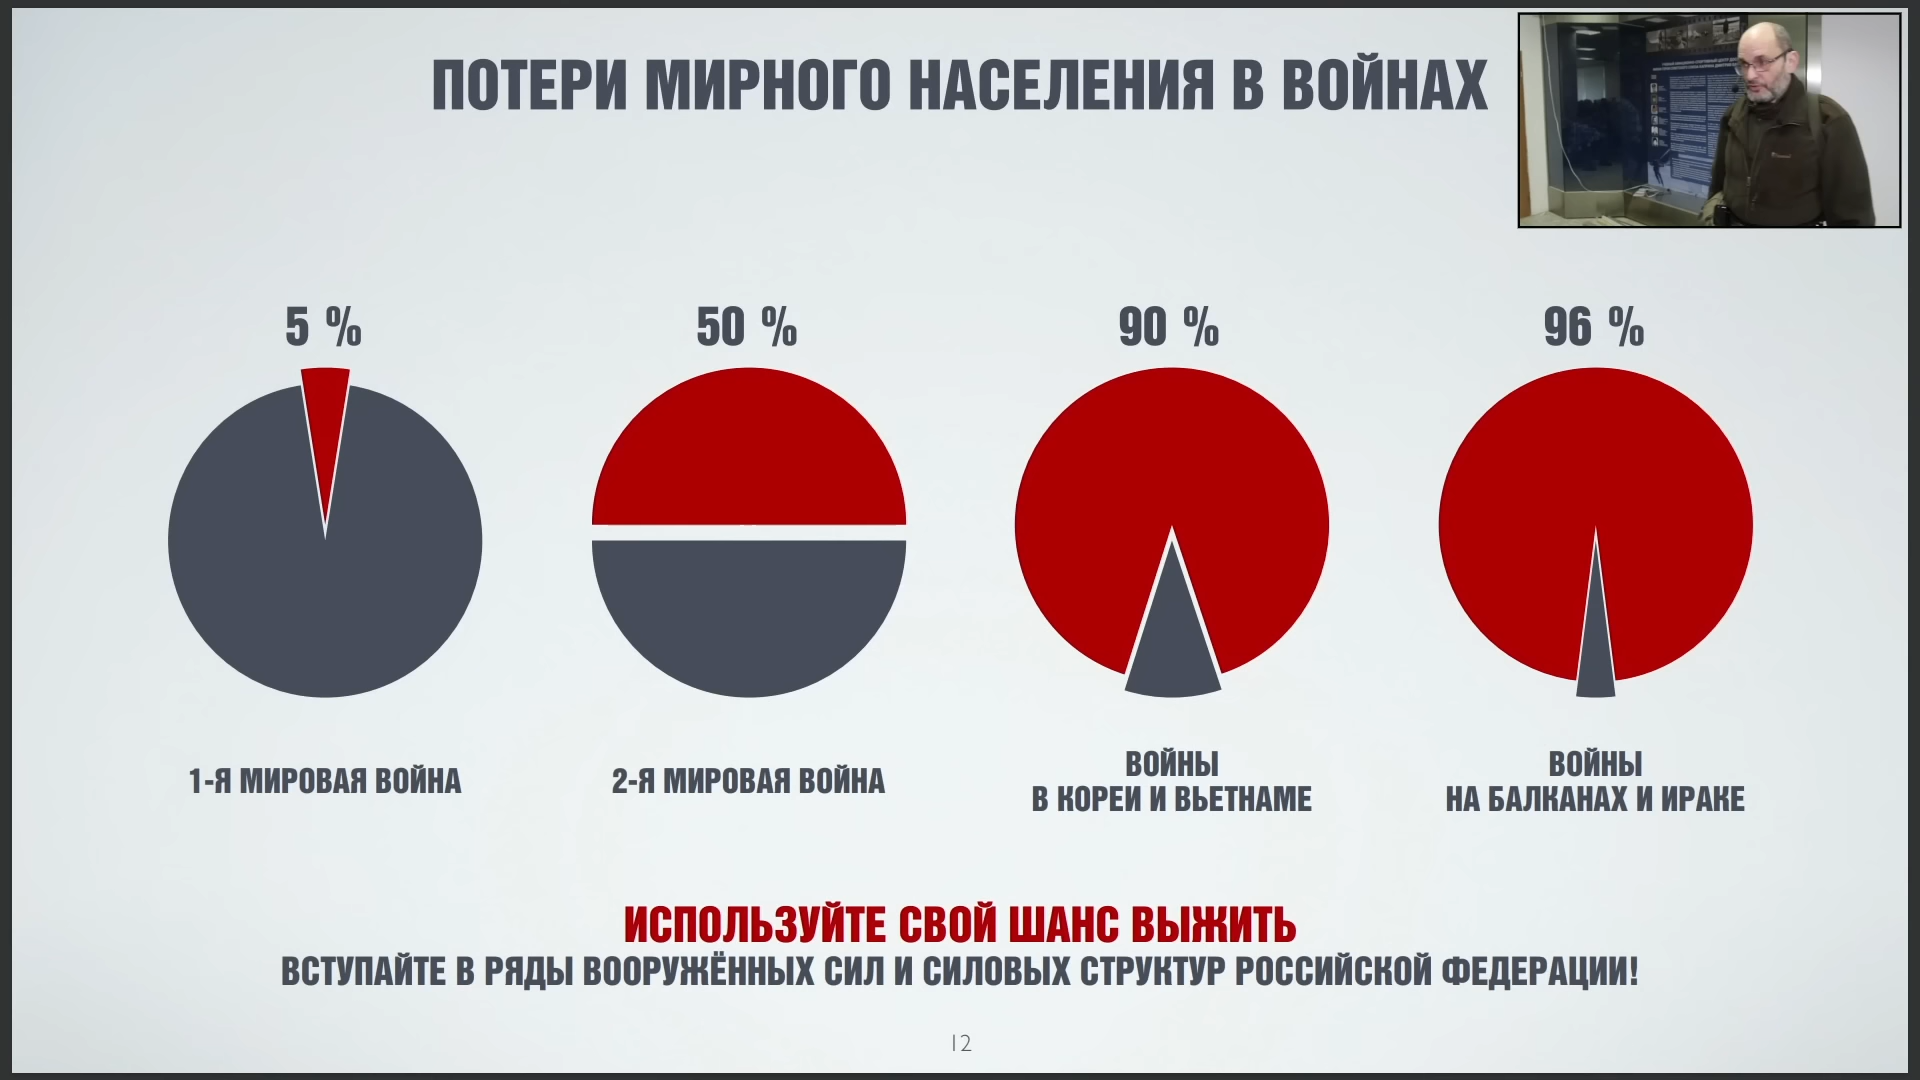 ПОТЕРИ МИРНОГО НАСЕЛЕНИЯ В ВОЙНАХ
5 %
50 %
90 %
96 %
1-Я МИРОВАЯ ВОЙНА
2-Я МИРОВАЯ ВОЙНА
ВОЙНЫ
В КОРЕИ И ВЬЕТНАМЕ
ВОЙНЫ
НА БАЛКАНАХ И ИРАКЕ
ИСПОЛЬЗУЙТЕ СВОЙ ШАНС ВЫЖИТЬ
ВСТУПАЙТЕ В РЯДЫ ВООРУЖЁННЫХ СИЛ И СИЛОВЫХ СТРУКТУР РОССИЙСКОЙ ФЕДЕРАЦИИ!
12